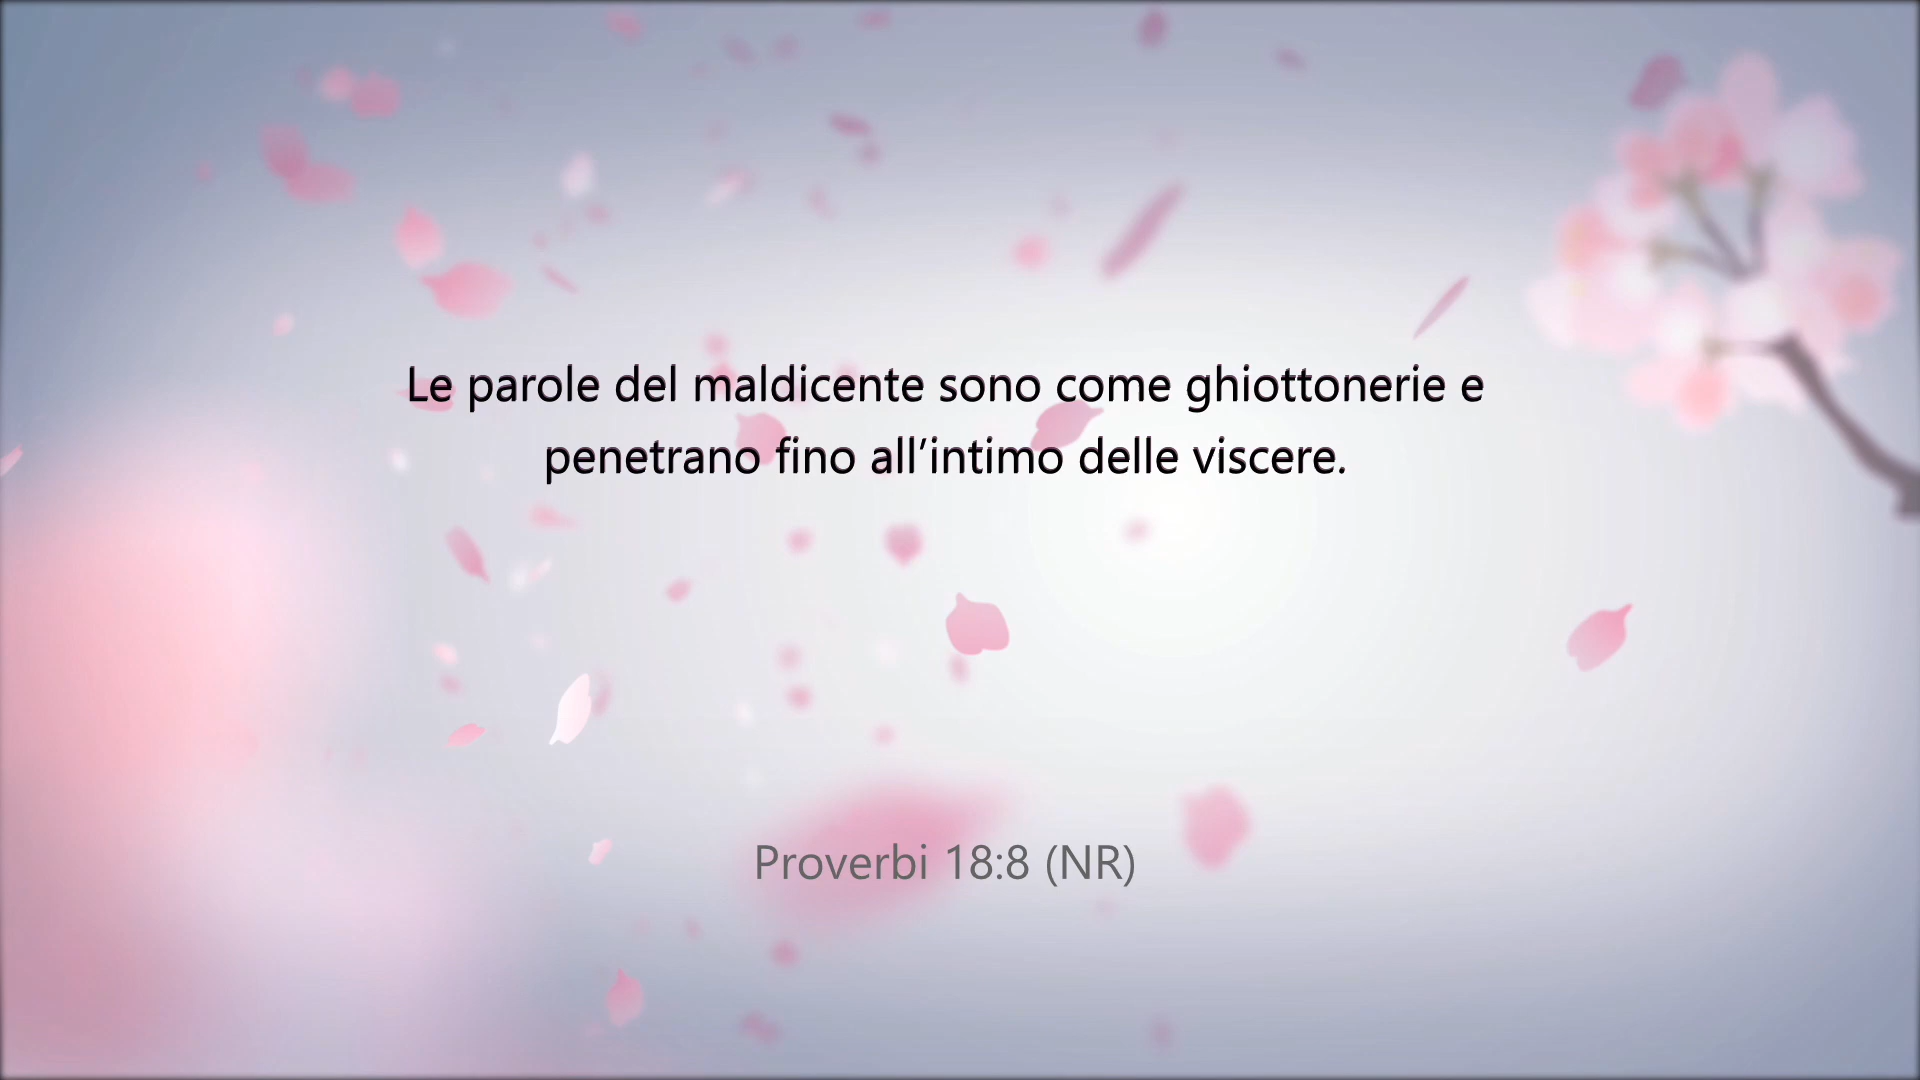 Le parole del maldicente sono come ghiottonerie e
penetrano fino all’intimo delle viscere.
Proverbi 18:8 (NR)